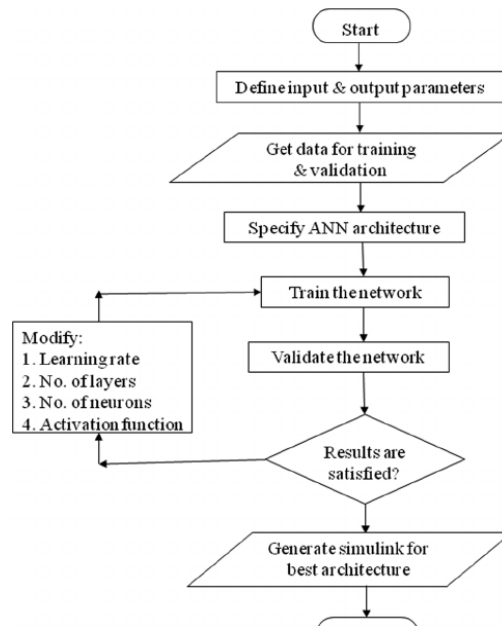 Start
Define input & output parameters
Get data for training
& validation
Specify ANN architecture
Train the network
Modify:
1. Learning rate
2. No. of layers
3. No. of neurons
4. Activation function
Validate the network
Results are
satisfied?
Generate simulink for
best architecture